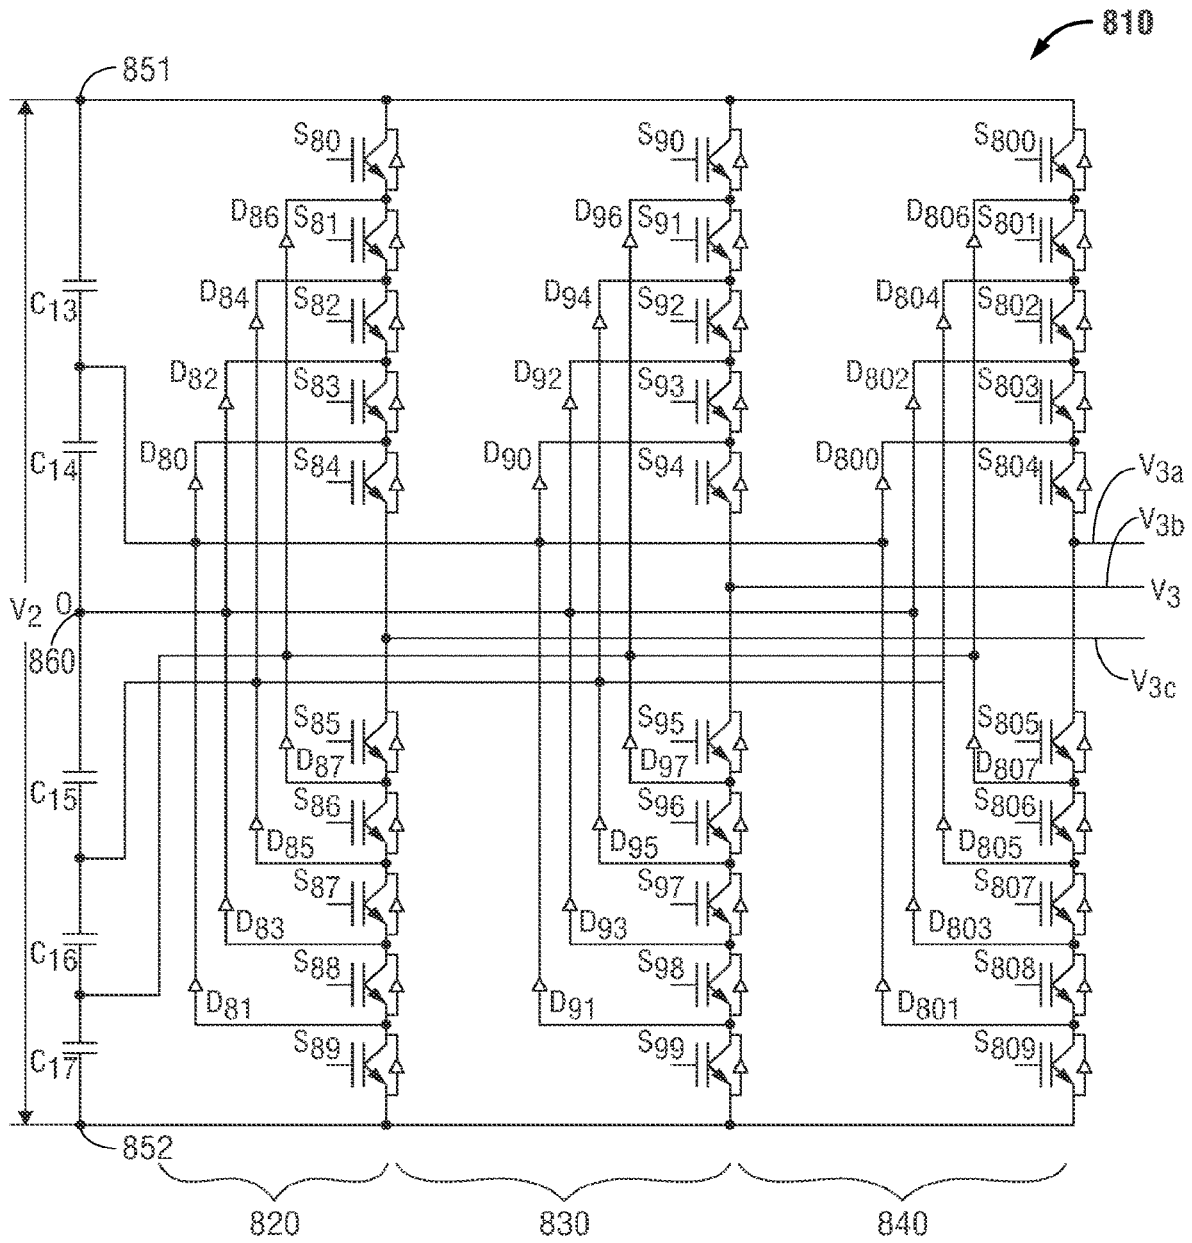 810
851
S80 S90 S800
D86 S81 D96 S91 D806 S801
C13 D84 S82 D94 S92 D804 S802
D82 S83 D92 S93 D802 S803
C14 D80 S84 D90 S94 D800 S804
V3a
V3b
V2 0 V3
860
V3c
S85 S95 S805
D87 D97 D807
C15 S86 S96 S806
D85 D95 D805
S87 S97 S807
D83 D93 D803
C16 S88 S98 S808
D81 D91 D801
C17 S89 S99 S809
852
820 830 840